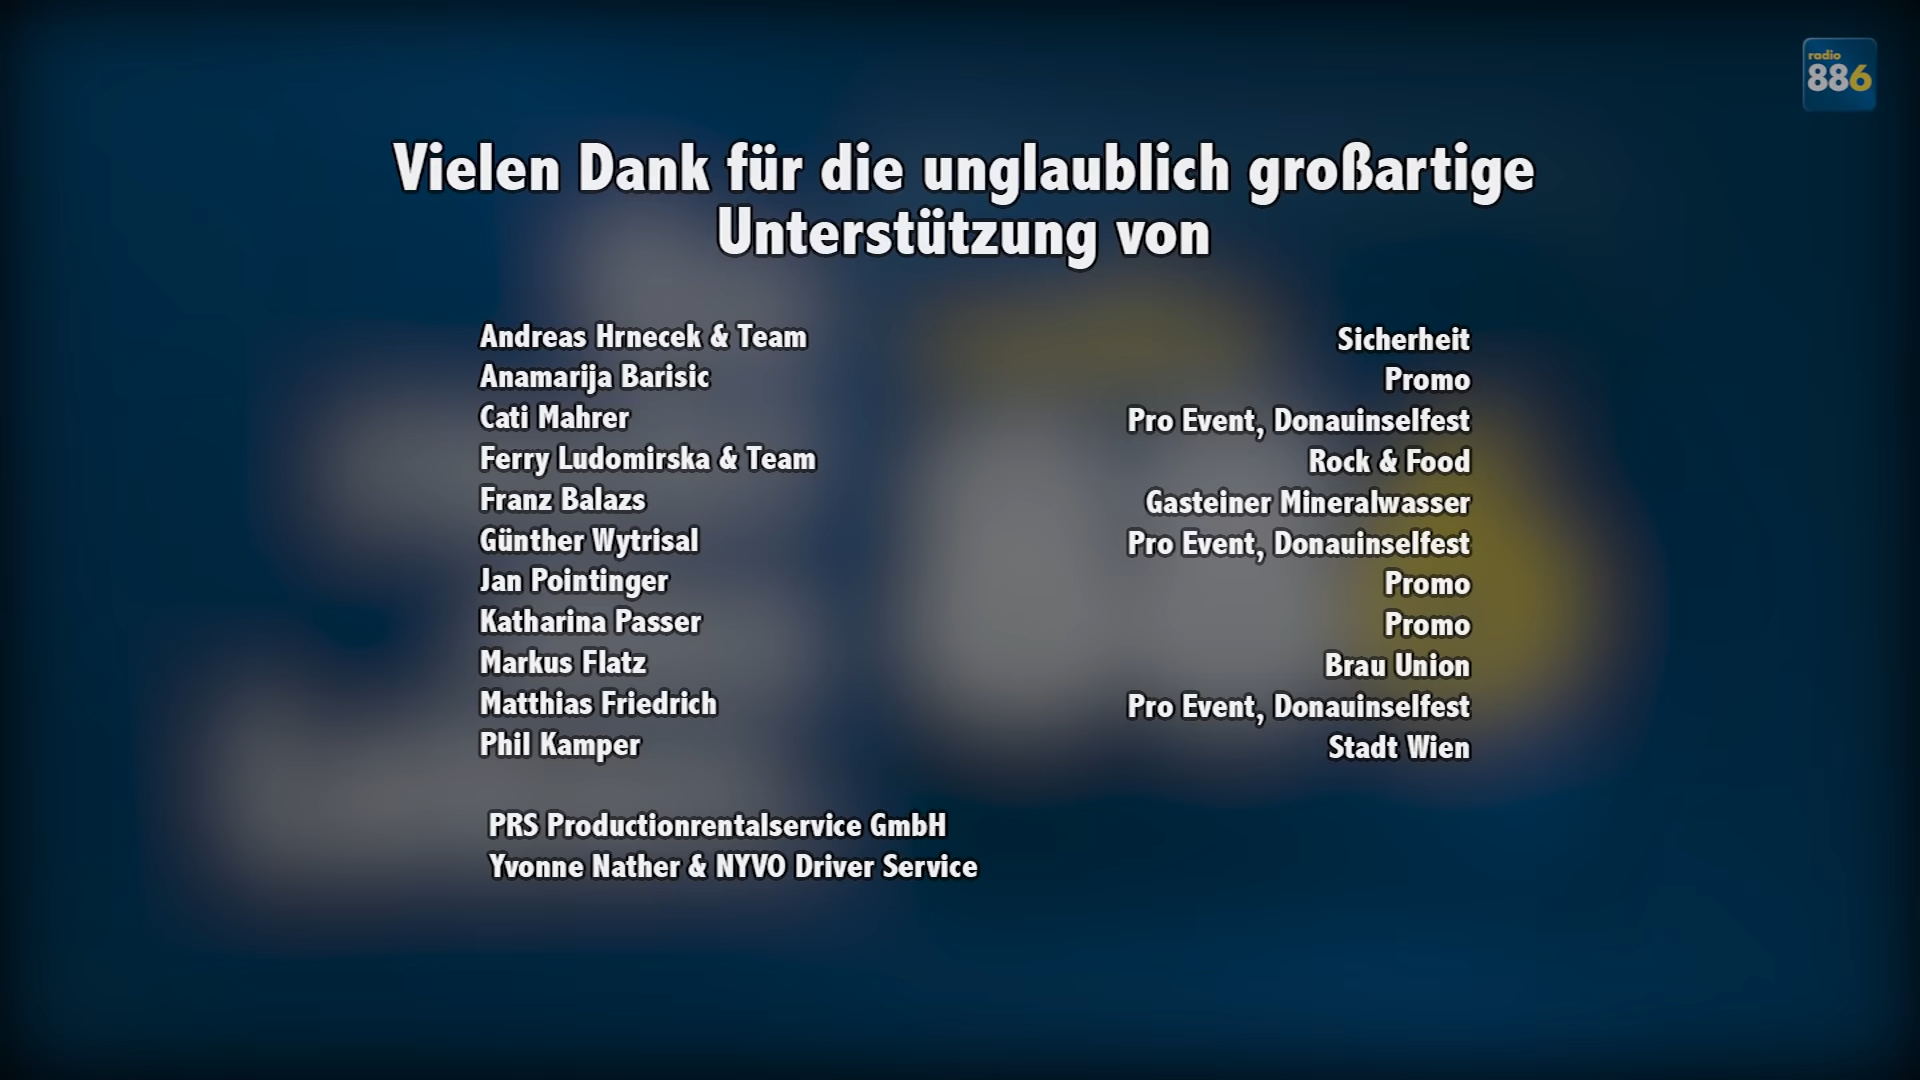 radio
886
Vielen Dank für die unglaublich großartige
Unterstützung von
Andreas Hrnecek & Team Sicherheit
Anamarija Barisic Promo
Cati Mahrer Pro Event, Donauinselfest
Ferry Ludomirska & Team Rock & Food
Franz Balazs Gasteiner Mineralwasser
Günther Wytrisal Pro Event, Donauinselfest
Jan Pointinger Promo
Katharina Passer Promo
Markus Flatz Brau Union
Matthias Friedrich Pro Event, Donauinselfest
Phil Kamper Stadt Wien
PRS Productionrentalservice GmbH
Yvonne Nather & NYVO Driver Service